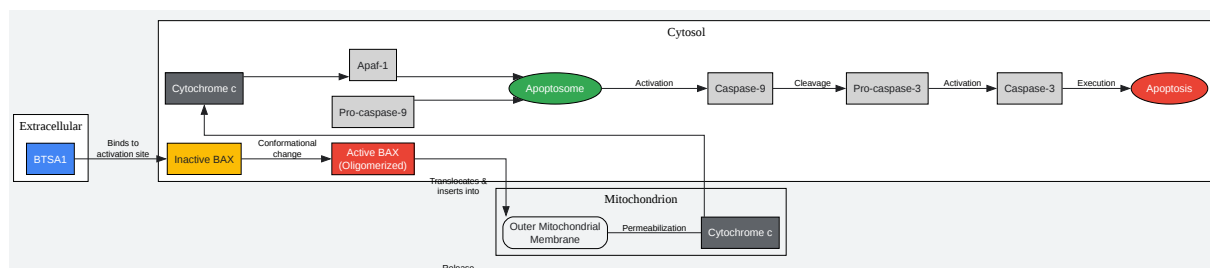 Cytosol
Apaf-1
Cytochrome c
Apoptosome
Activation
Caspase-9
Cleavage
Pro-caspase-3
Activation
Caspase-3
Execution
Apoptosis
Pro-caspase-9
Extracellular
BTSA1
Binds to
activation site
Inactive BAX
Conformational
change
Active BAX
(Oligomerized)
Translocates &
inserts into
Mitochondrion
Outer Mitochondrial
Membrane
Permeabilization
Cytochrome c
Release